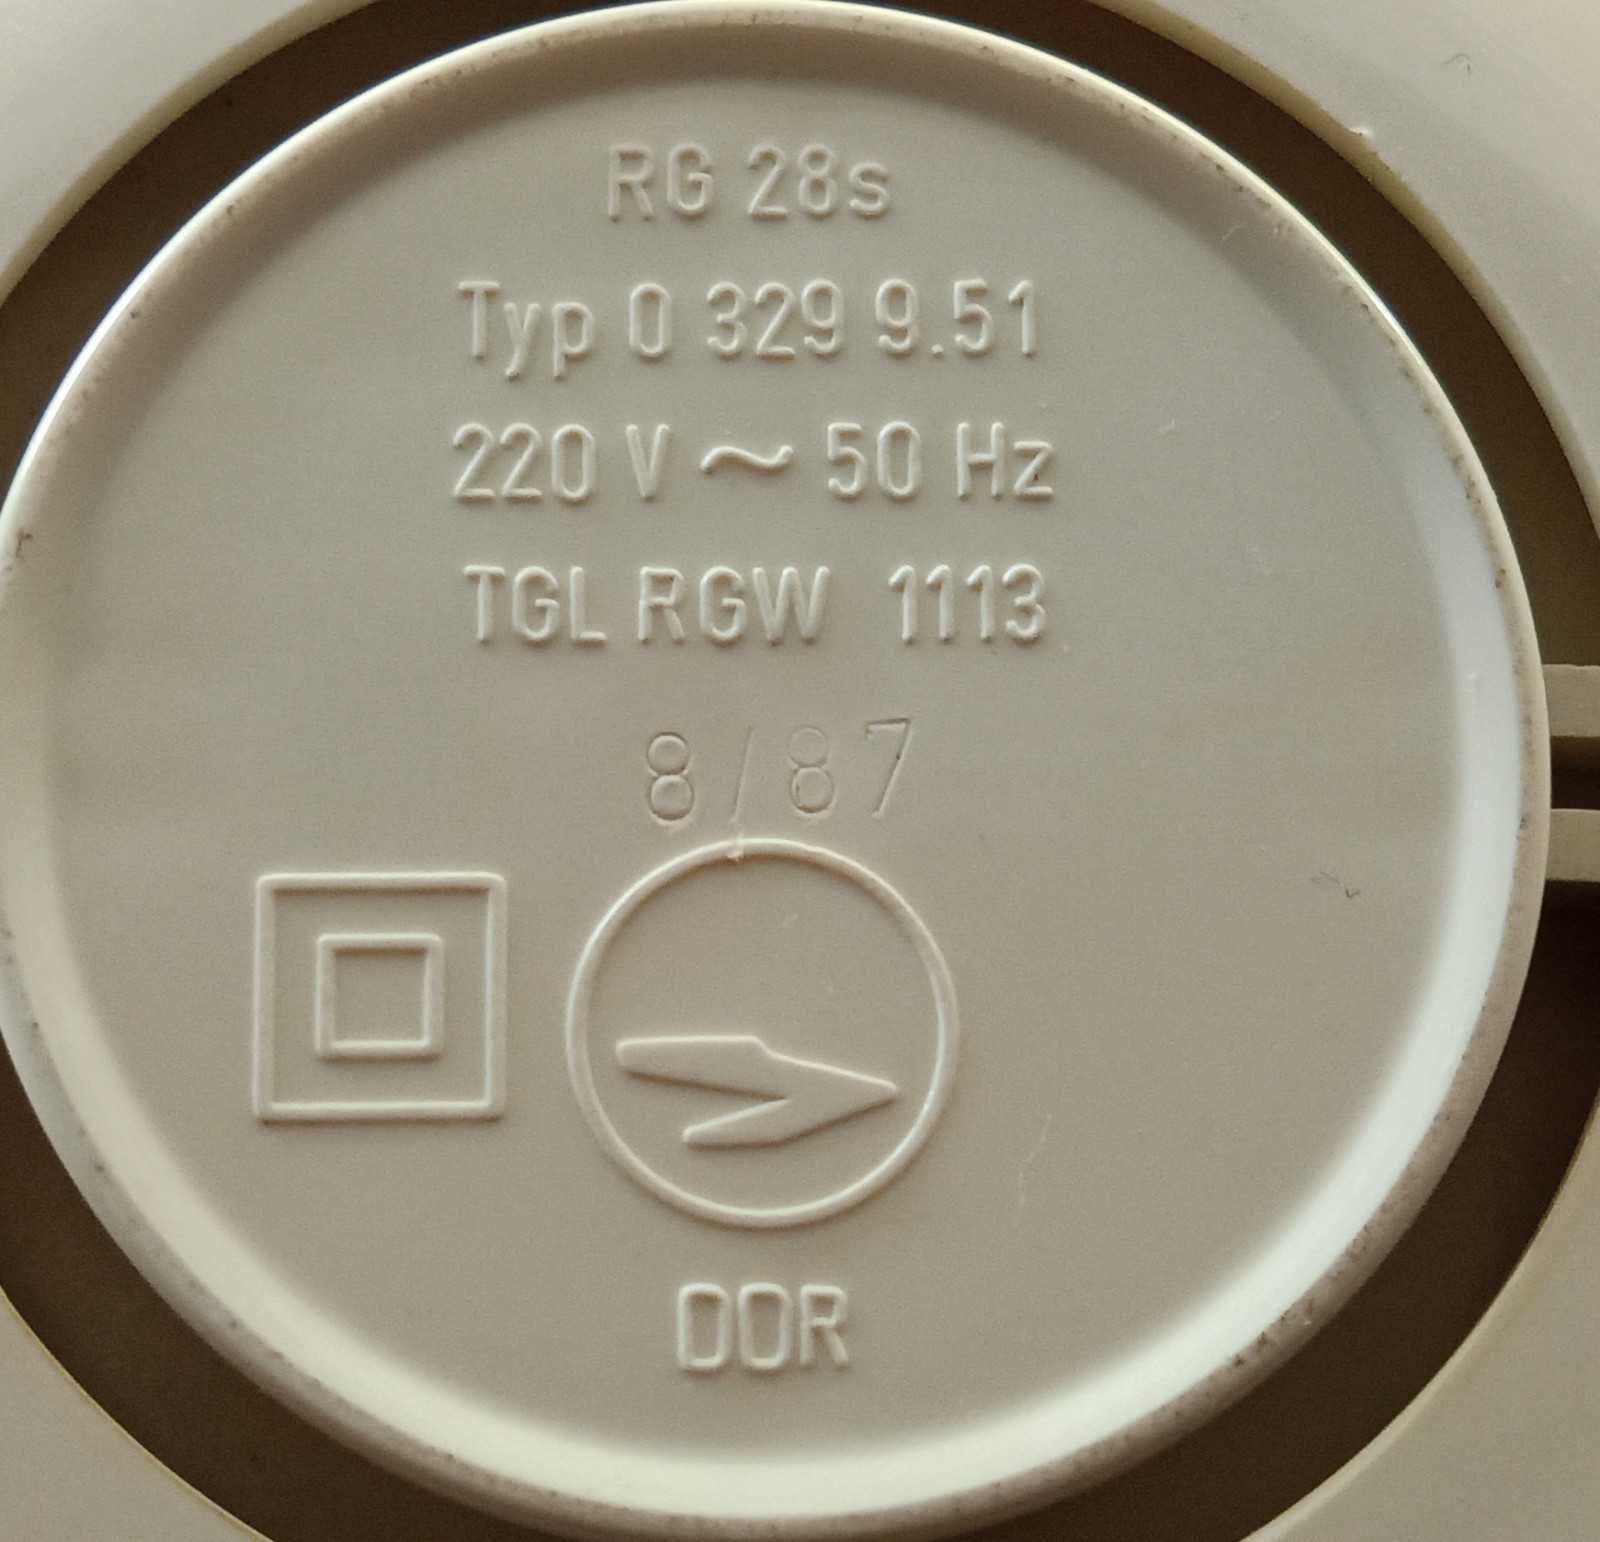 RG 28s
Typ 0 329 9.51
220 V ~ 50 Hz
TGL RGW 1113
8/87
DDR